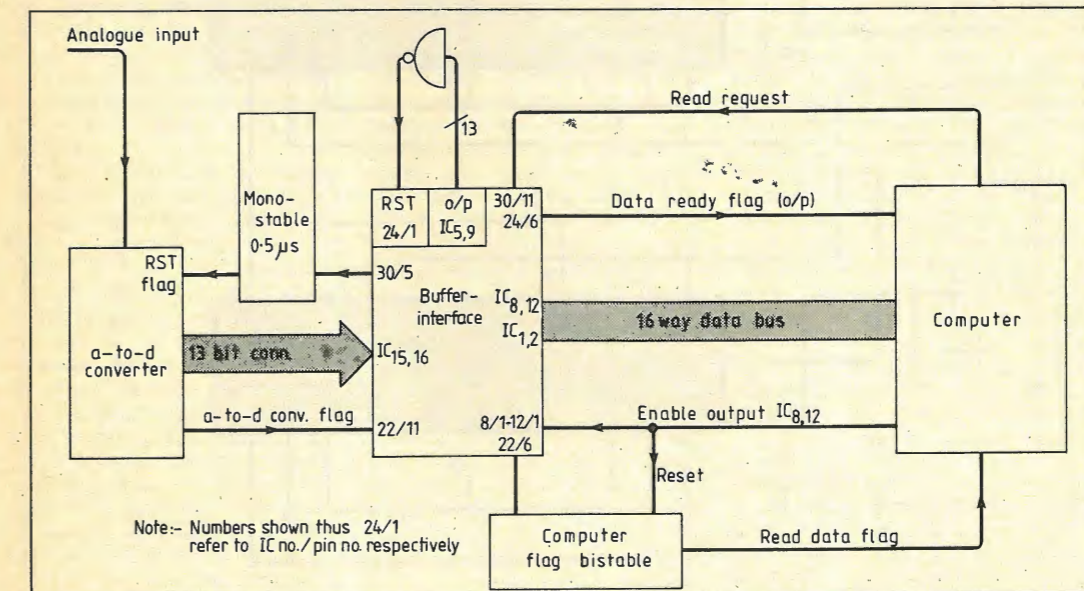 Analogue input
Read request
13
Mono-
stable
0·5µs
RST
24/1
o/p
IC5,9
30/11
24/6
Data ready flag (o/p)
RST
flag
30/5
Buffer-
interface
IC8,12
IC1,2
16 way data bus
Computer
a-to-d
converter
13 bit conn.
IC15,16
a-to-d conv. flag
22/11
8/1-12/1
22/6
Enable output IC8,12
Reset
Note:- Numbers shown thus 24/1
refer to IC no./ pin no. respectively
Computer
flag bistable
Read data flag